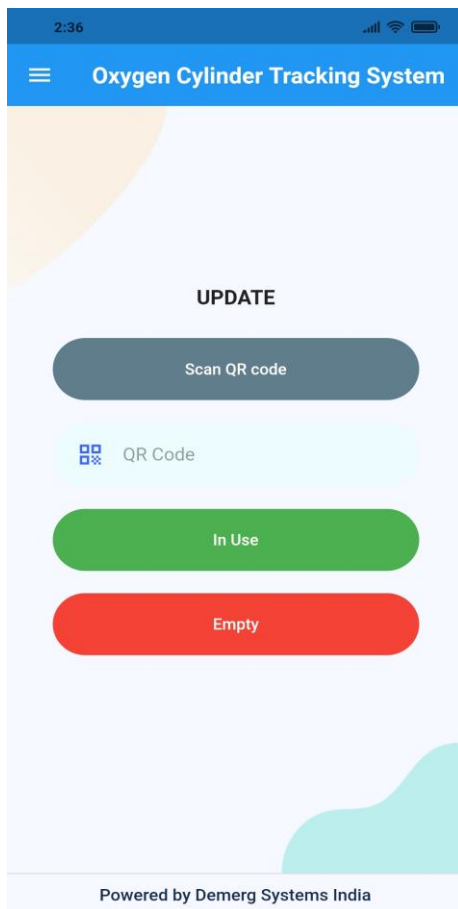 2:36
Oxygen Cylinder Tracking System
UPDATE
Scan QR code
QR Code
In Use
Empty
Powered by Demerg Systems India